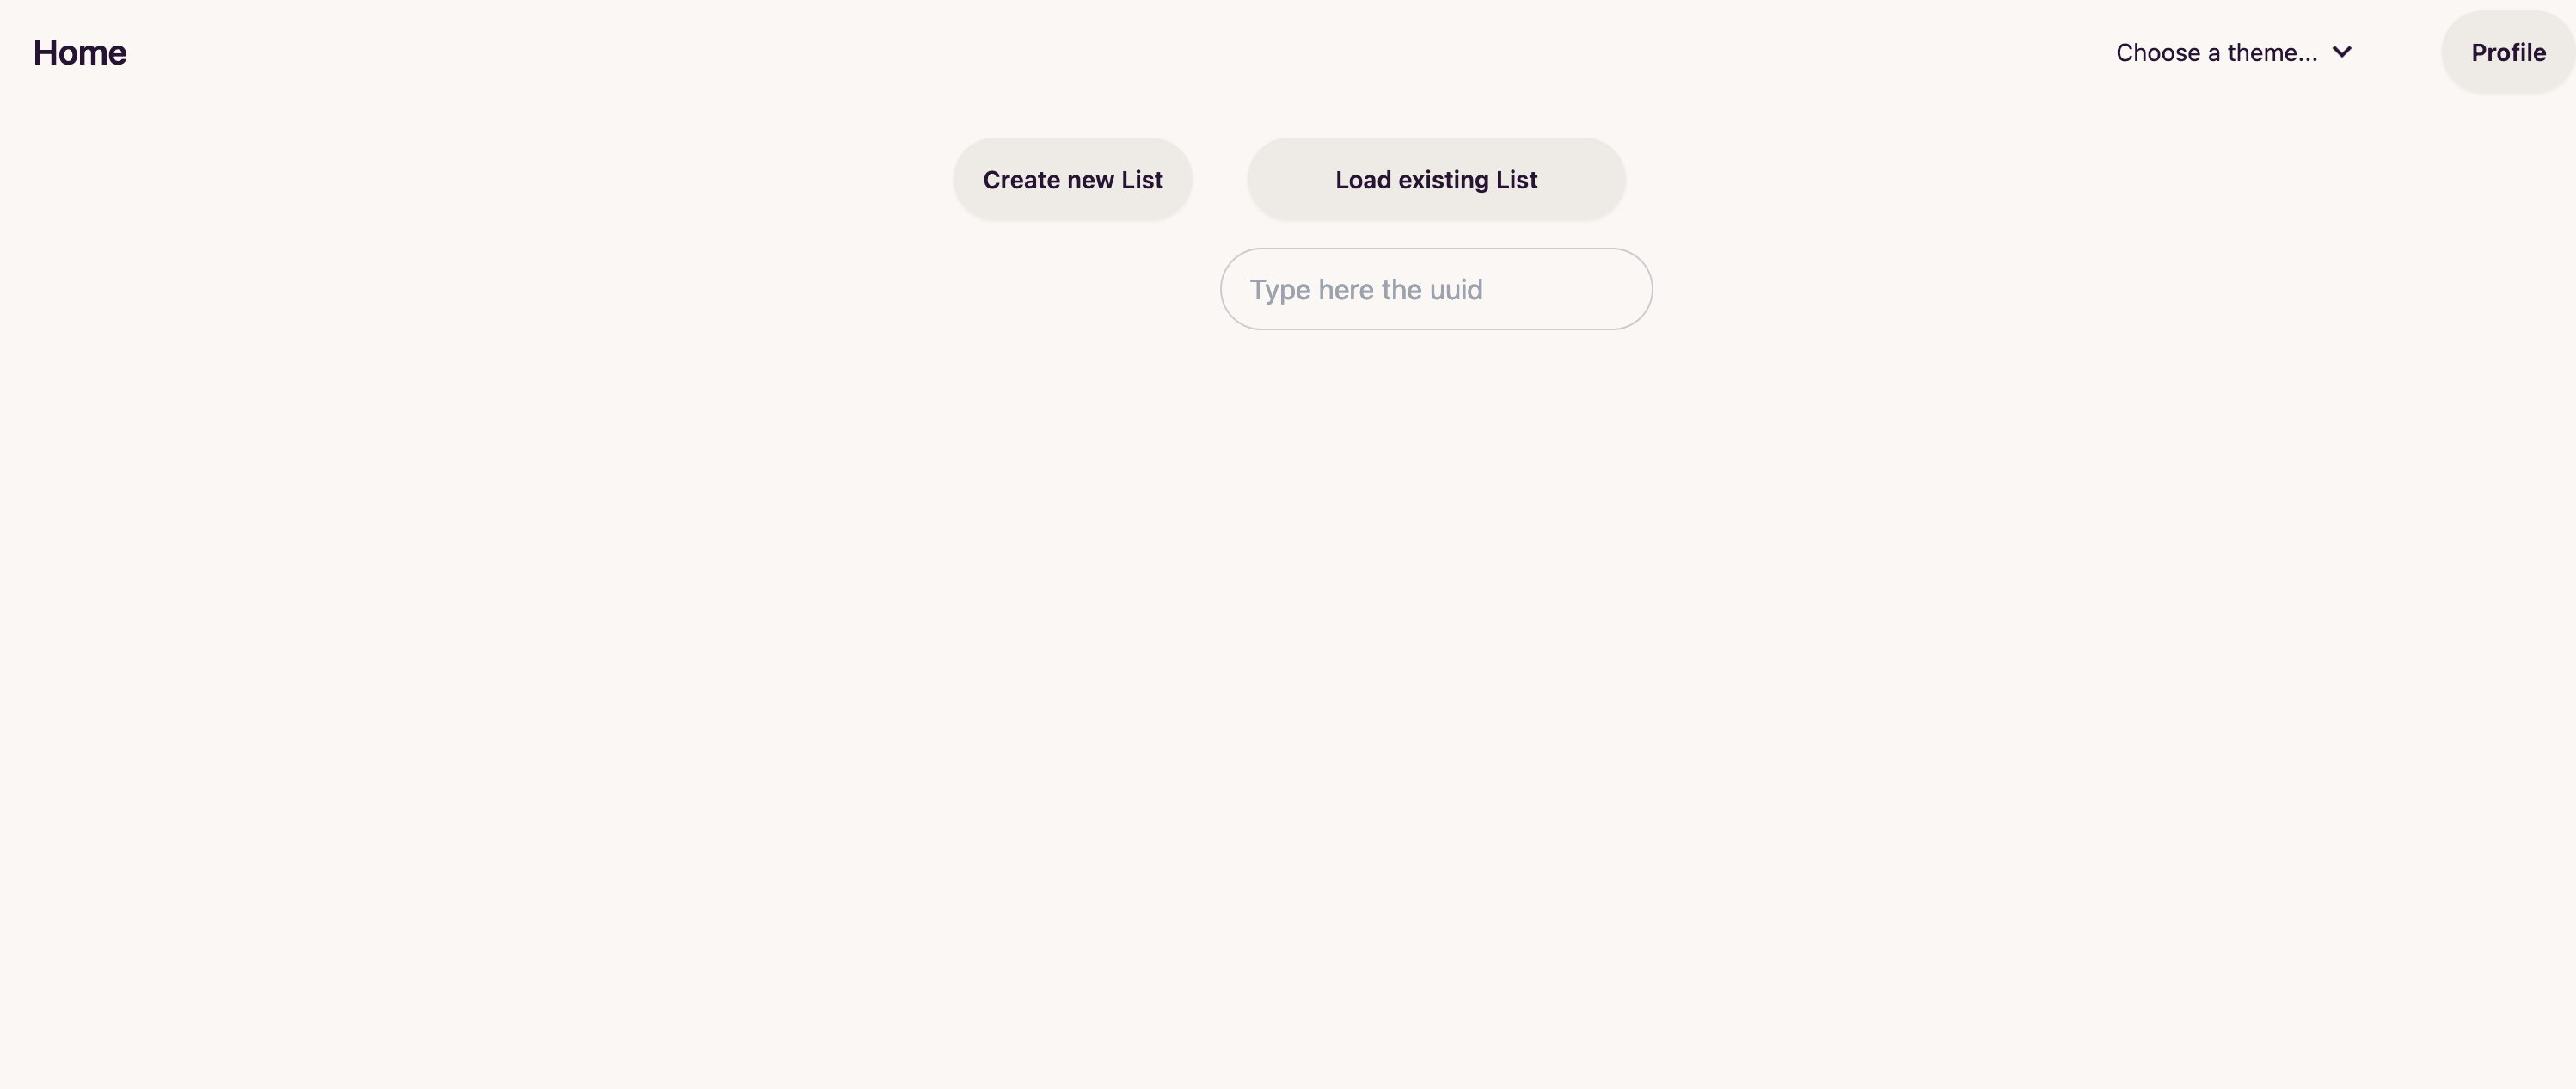 Home Choose a theme... Profile
Create new List Load existing List
Type here the uuid